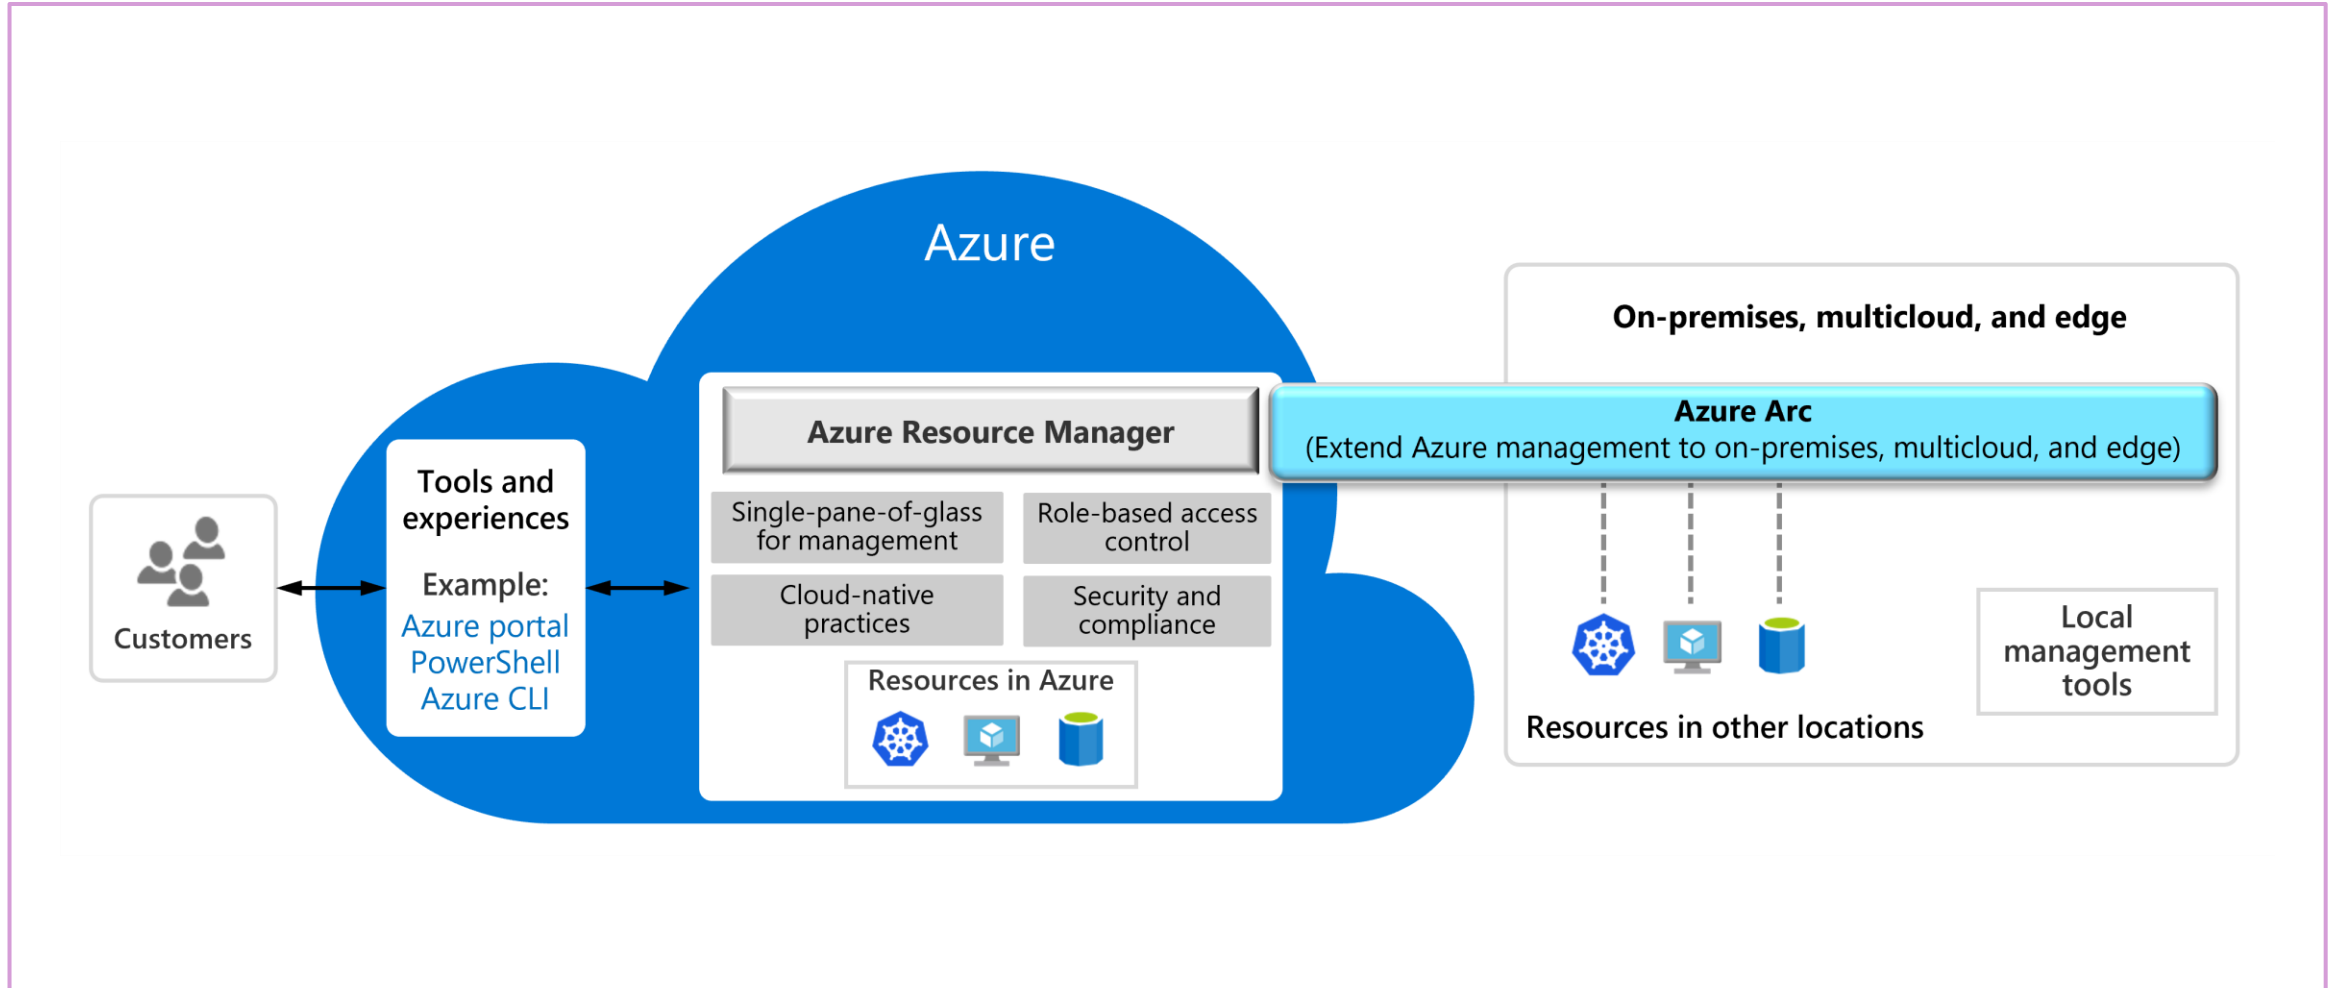 Azure
Customers
Tools and
experiences
Example:
Azure portal
PowerShell
Azure CLI
Azure Resource Manager
Single-pane-of-glass
for management
Role-based access
control
Cloud-native
practices
Security and
compliance
Resources in Azure
On-premises, multicloud, and edge
Azure Arc
(Extend Azure management to on-premises, multicloud, and edge)
Resources in other locations
Local
management
tools